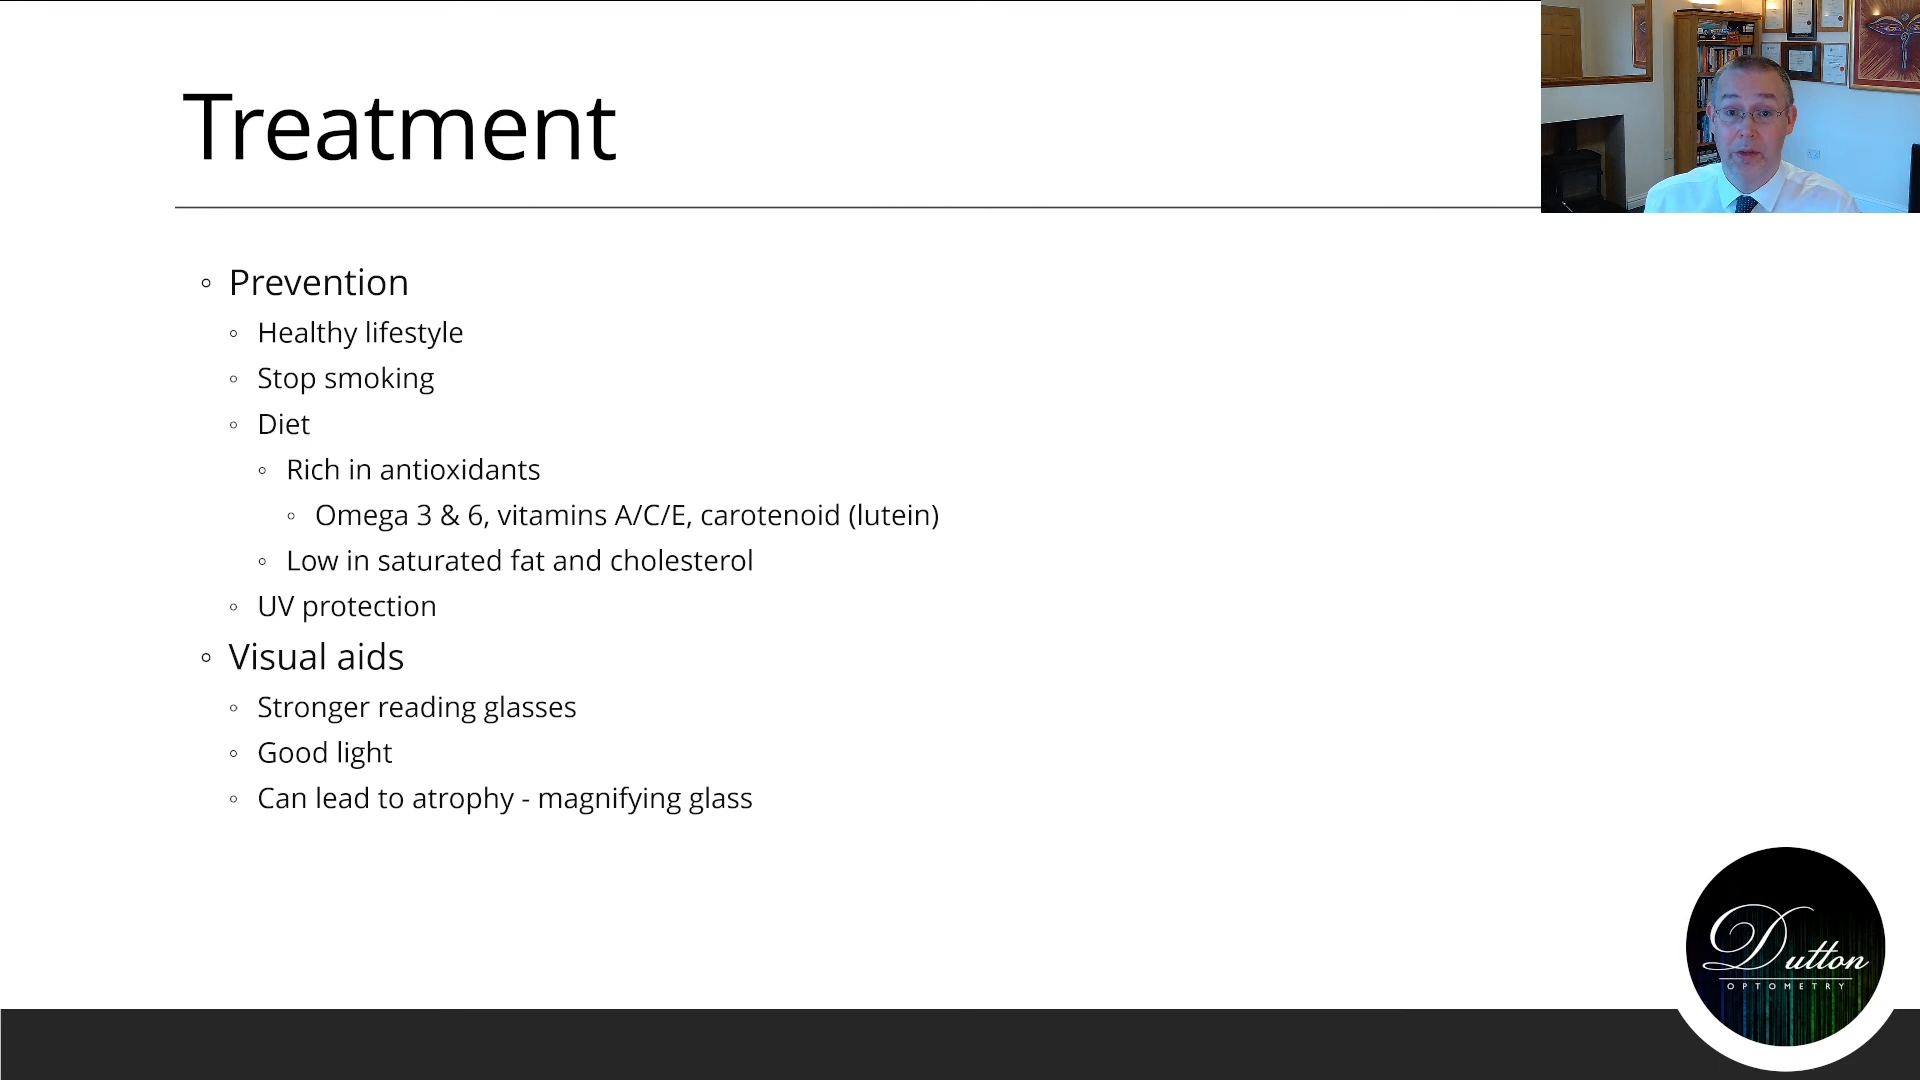 Treatment
Prevention
Healthy lifestyle
Stop smoking
Diet
Rich in antioxidants
Omega 3 & 6, vitamins A/C/E, carotenoid (lutein)
Low in saturated fat and cholesterol
UV protection
Visual aids
Stronger reading glasses
Good light
Can lead to atrophy - magnifying glass
Dutton
OPTOMETRY